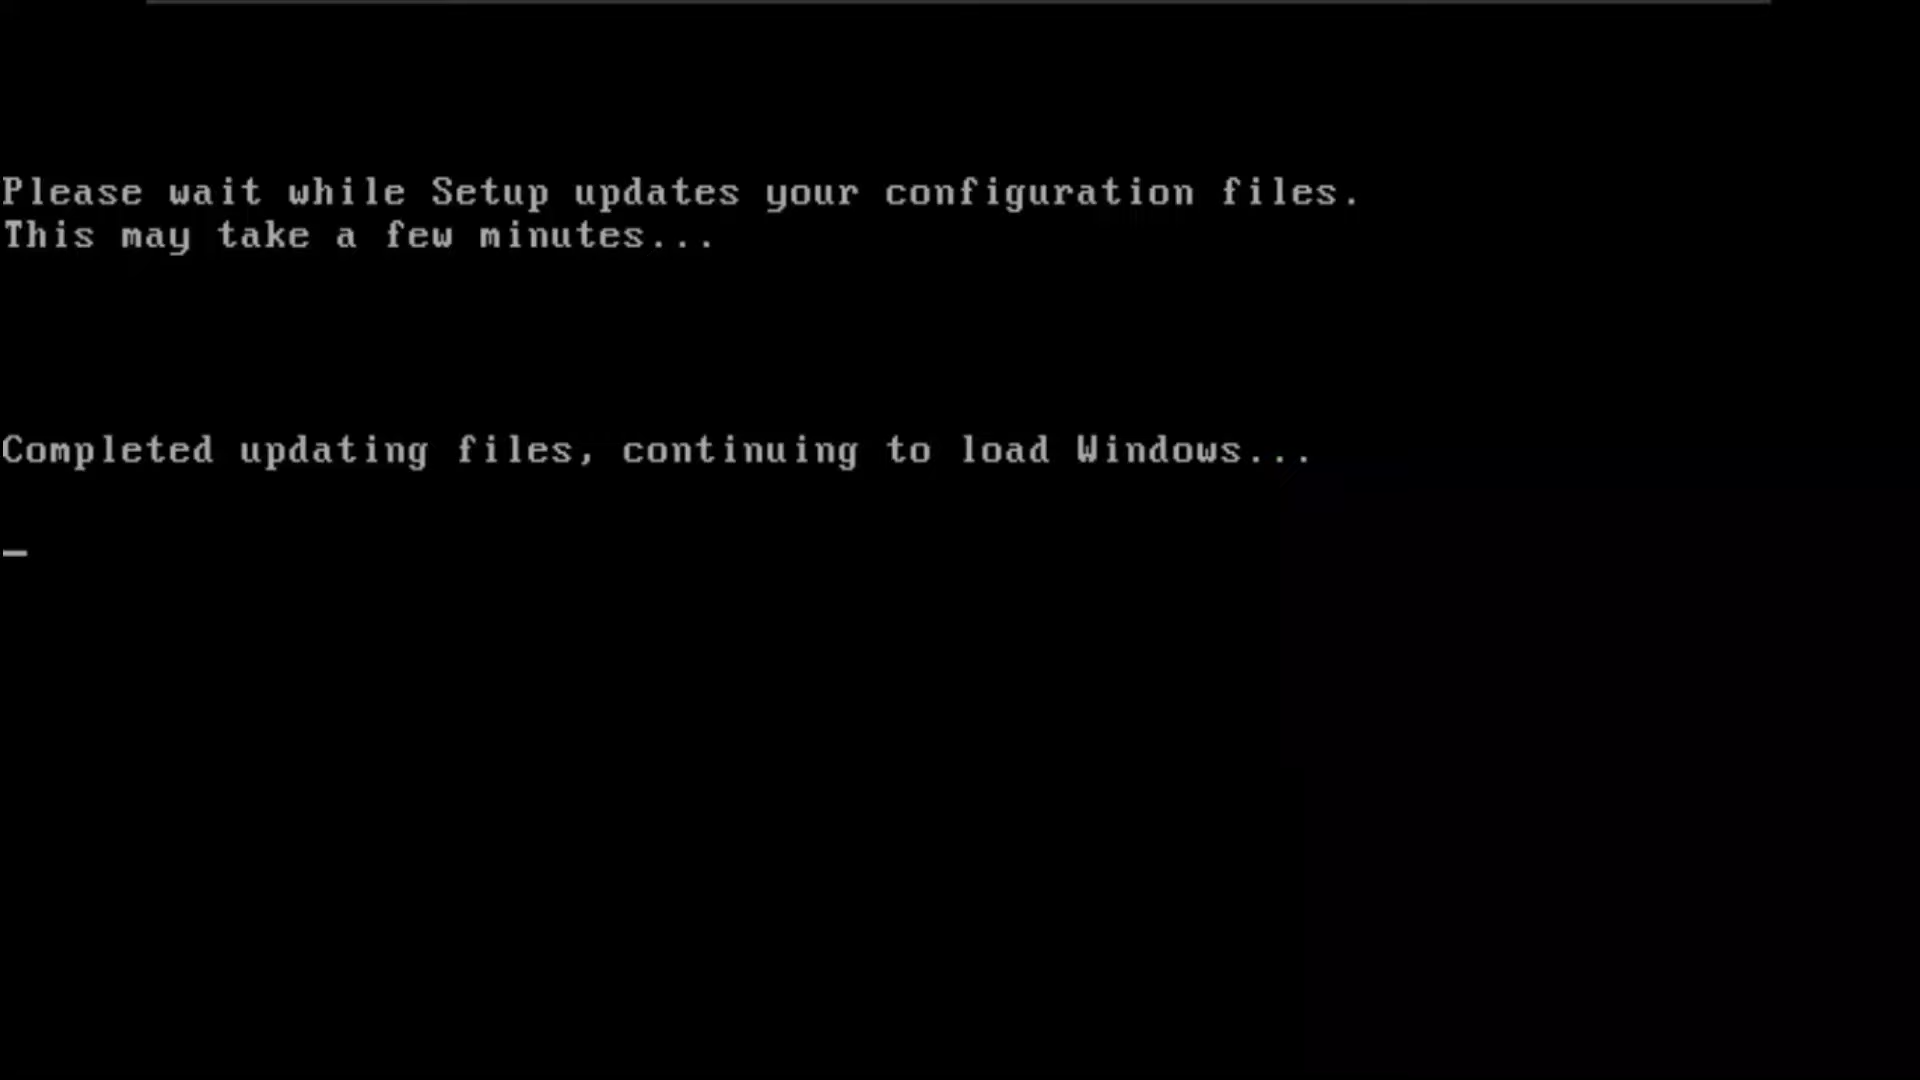 Please wait while Setup updates your configuration files.
This may take a few minutes...
Completed updating files, continuing to load Windows...
_